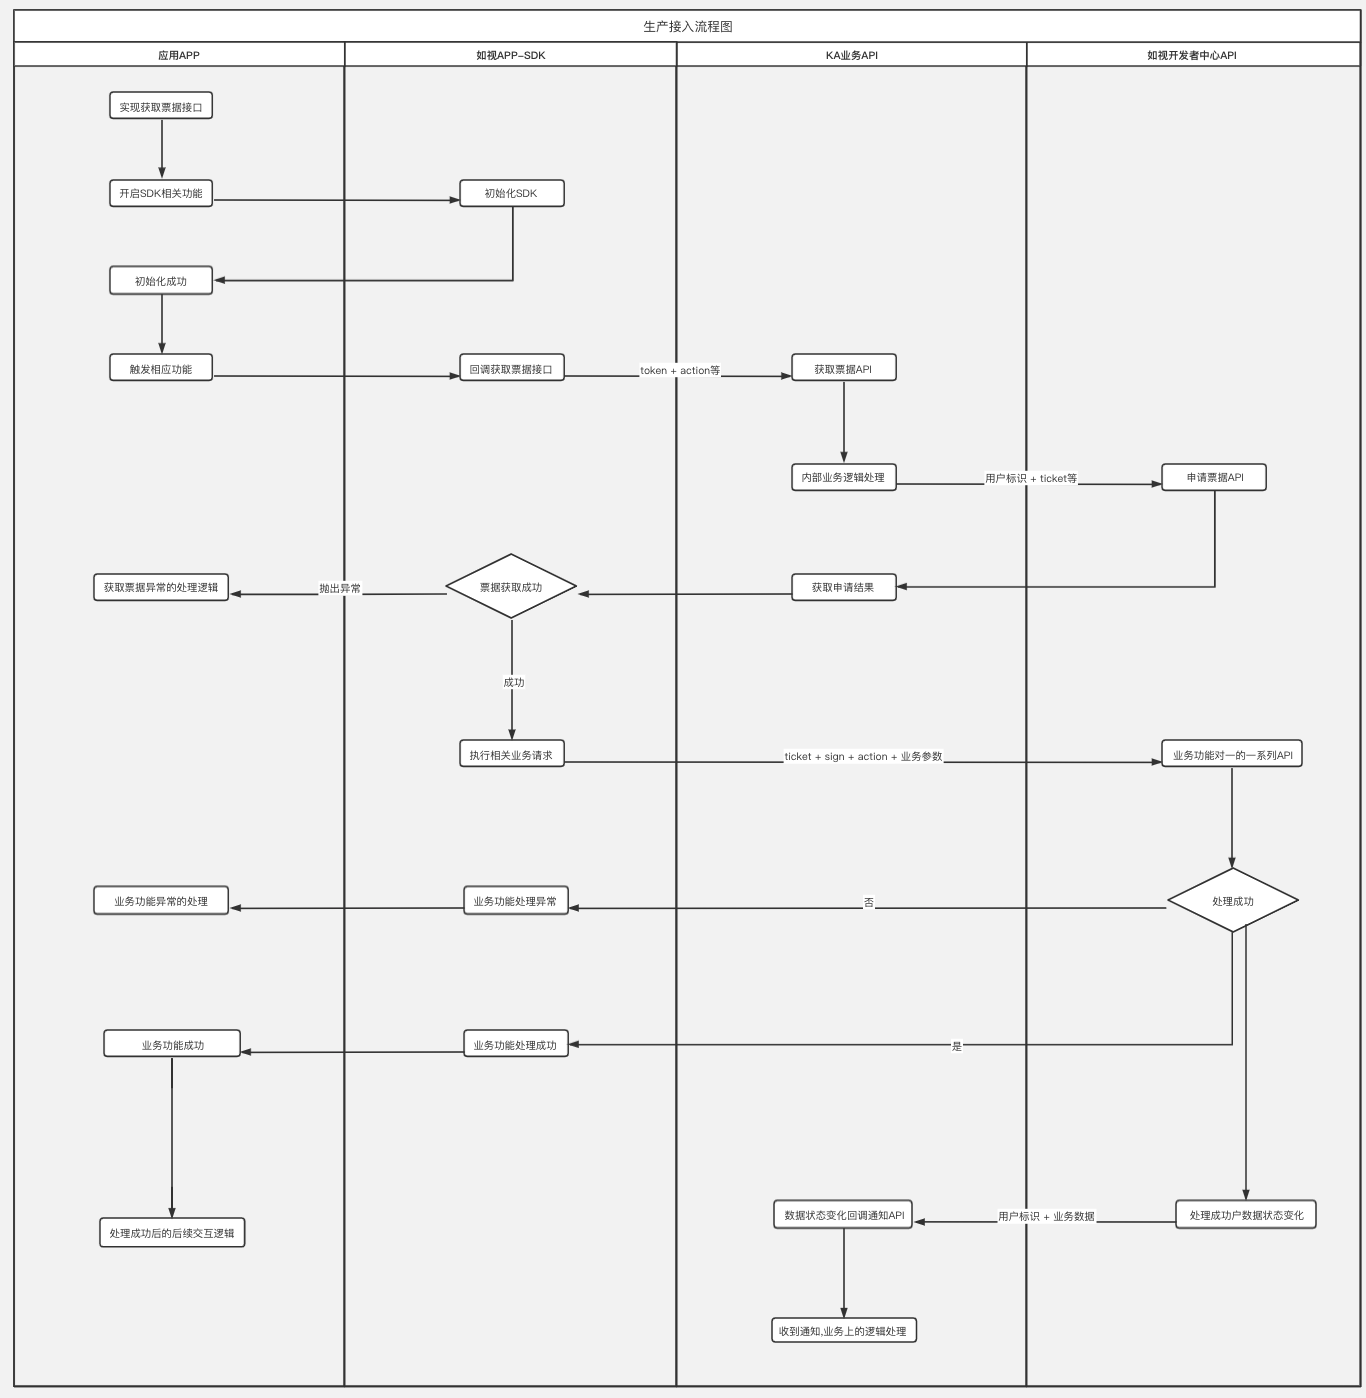 生产接入流程图
应用APP
如视APP-SDK
KA业务API
如视开发者中心API
实现获取票据接口
开启SDK相关功能
初始化SDK
初始化成功
触发相应功能
回调获取票据接口
token + action等
获取票据API
内部业务逻辑处理
用户标识 + ticket等
申请票据API
获取票据异常的处理逻辑
抛出异常
票据获取成功
获取申请结果
成功
执行相关业务请求
ticket + sign + action + 业务参数
业务功能对一的一系列API
业务功能异常的处理
业务功能处理异常
否
处理成功
业务功能成功
业务功能处理成功
是
数据状态变化回调通知API
用户标识 + 业务数据
处理成功户数据状态变化
处理成功后的后续交互逻辑
收到通知,业务上的逻辑处理